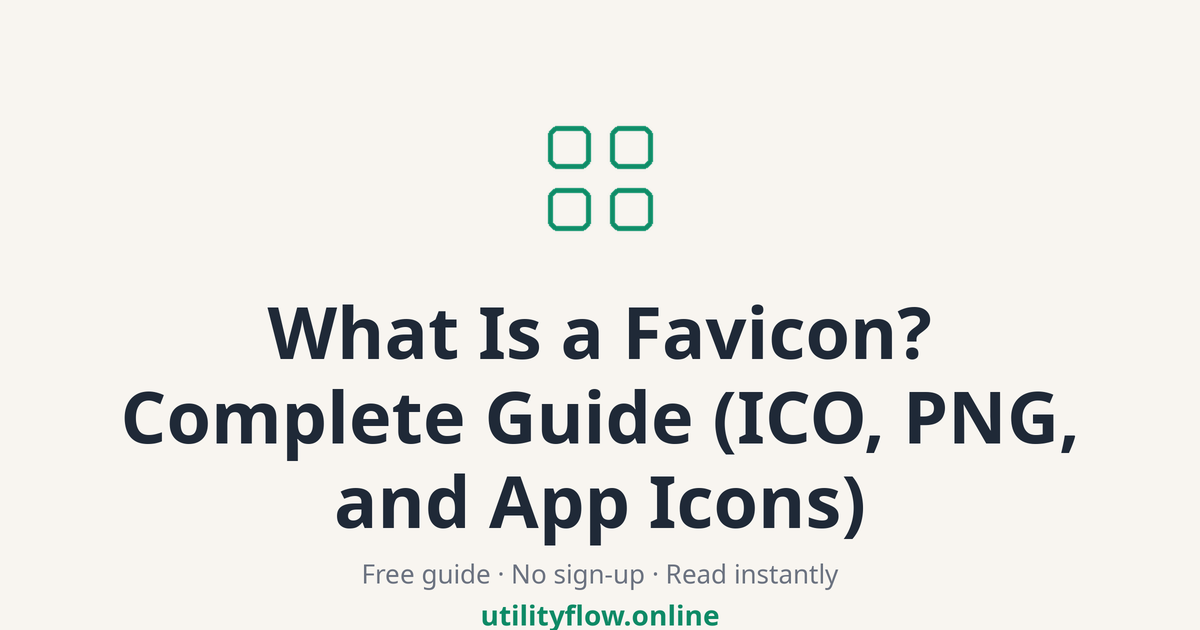 What Is a Favicon?
Complete Guide (ICO, PNG,
and App Icons)
Free guide · No sign-up · Read instantly
utilityflow.online